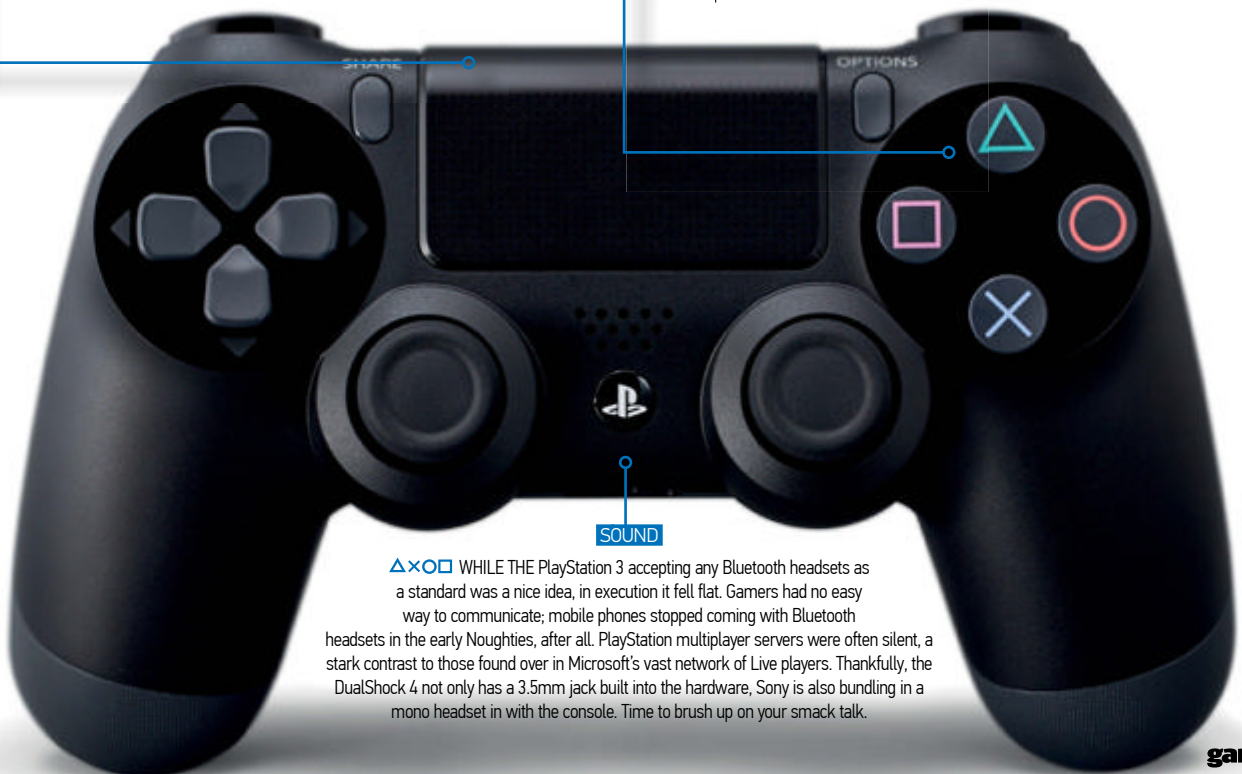 SHARE
OPTIONS
SOUND
△×○□ WHILE THE PlayStation 3 accepting any Bluetooth headsets as
a standard was a nice idea, in execution it fell flat. Gamers had no easy
way to communicate; mobile phones stopped coming with Bluetooth
headsets in the early Noughties, after all. PlayStation multiplayer servers were often silent, a
stark contrast to those found over in Microsoft's vast network of Live players. Thankfully, the
DualShock 4 not only has a 3.5mm jack built into the hardware, Sony is also bundling in a
mono headset in with the console. Time to brush up on your smack talk.